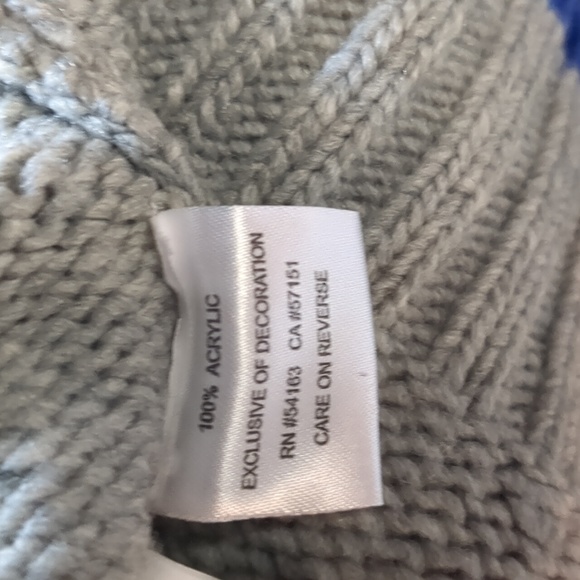 100% ACRYLIC
EXCLUSIVE OF DECORATION
RN #54163 CA #57151
CARE ON REVERSE